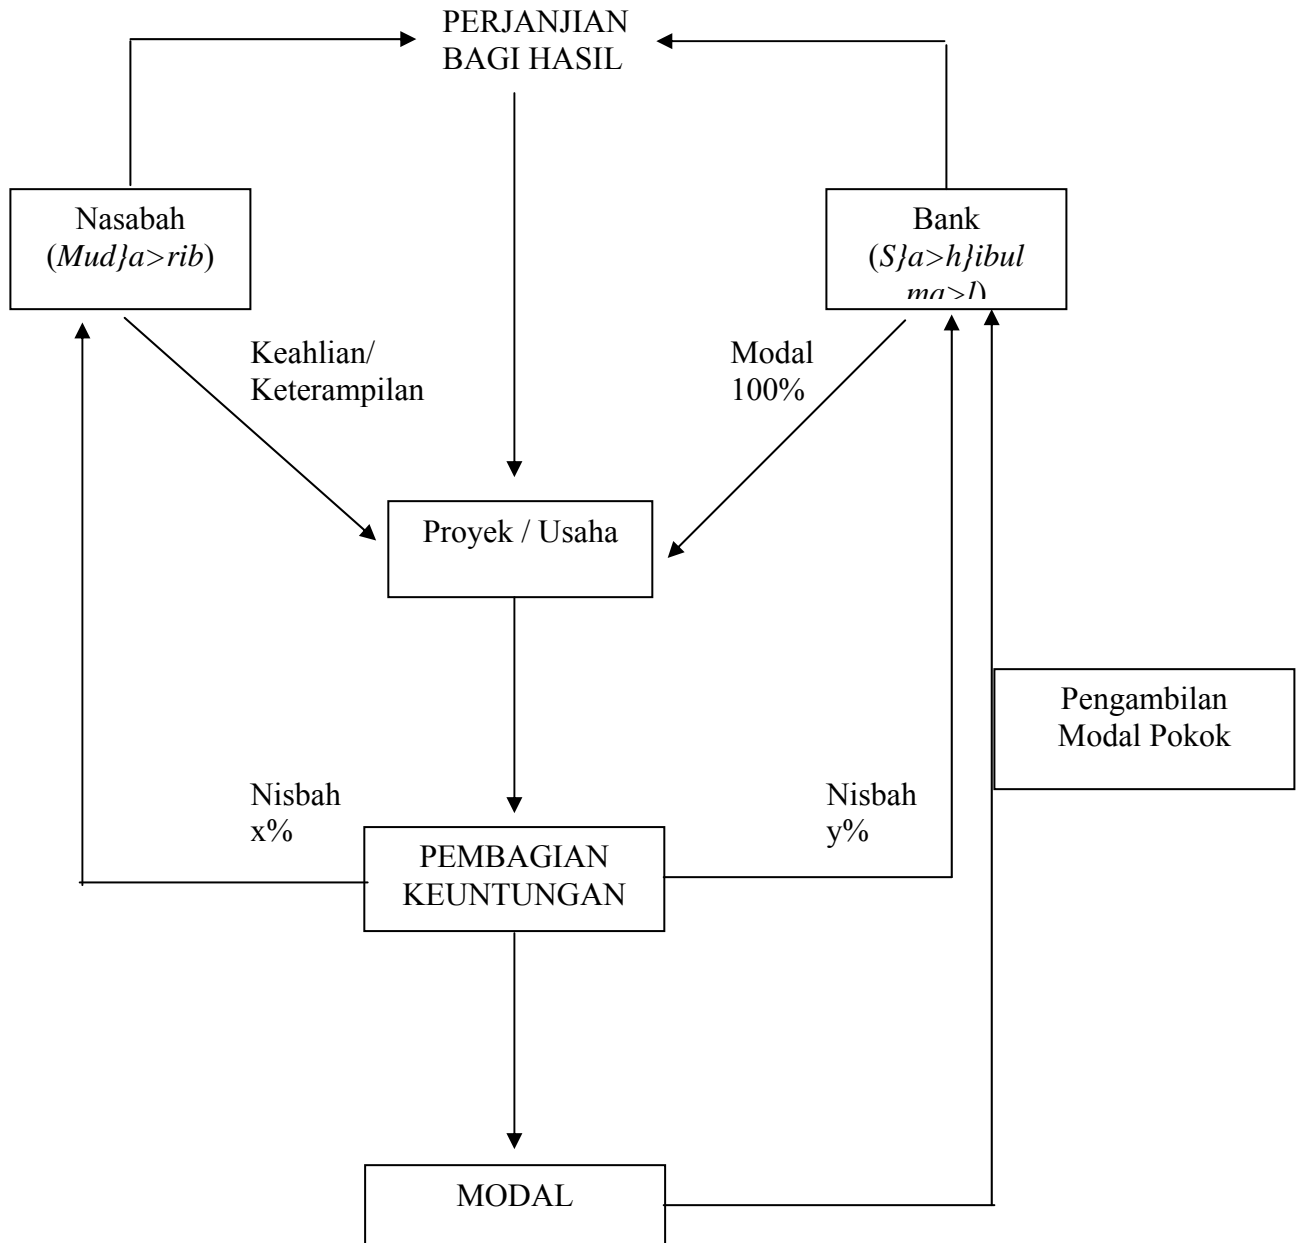 PERJANJIAN
BAGI HASIL
Nasabah
(Mud}a>rib)
Bank
(S}a>h}ibul
ma>l)
Keahlian/
Keterampilan
Modal
100%
Proyek / Usaha
Pengambilan
Modal Pokok
Nisbah
x%
Nisbah
y%
PEMBAGIAN
KEUNTUNGAN
MODAL